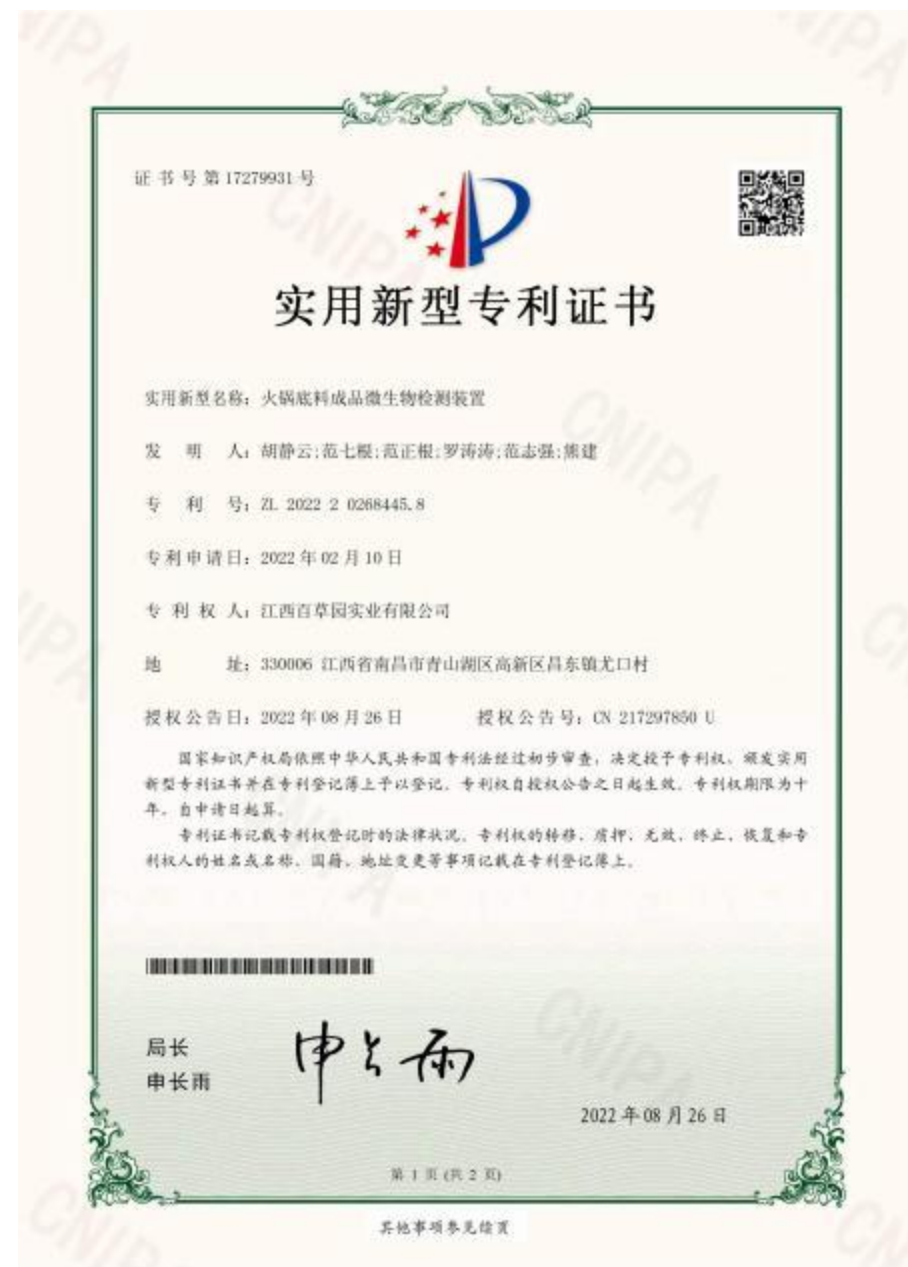 证书号第17279931号
实用新型专利证书
实用新型名称：火锅底料成品微生物检测装置
发明人：胡静云;范七根;范正根;罗涛涛;范志强;熊建
专利号：ZL 2022 2 0268445.8
专利申请日：2022年02月10日
专利权人：江西百草园实业有限公司
地址：330006 江西省南昌市青山湖区高新区昌东镇尤口村
授权公告日：2022年08月26日 授权公告号：CN 217297850 U
国家知识产权局依照中华人民共和国专利法经过初步审查，决定授予专利权，颁发实用
新型专利证书并在专利登记簿上予以登记。专利权自授权公告之日起生效。专利权期限为十
年，自申请日起算。
专利证书记载专利权登记时的法律状况。专利权的转移、质押、无效、终止、恢复和专
利权人的姓名或名称、国籍、地址变更等事项记载在专利登记簿上。
局长
申长雨
申长雨
2022年08月26日
第 1 页 (共 2 页)
其他事项参见续页
CNIPA